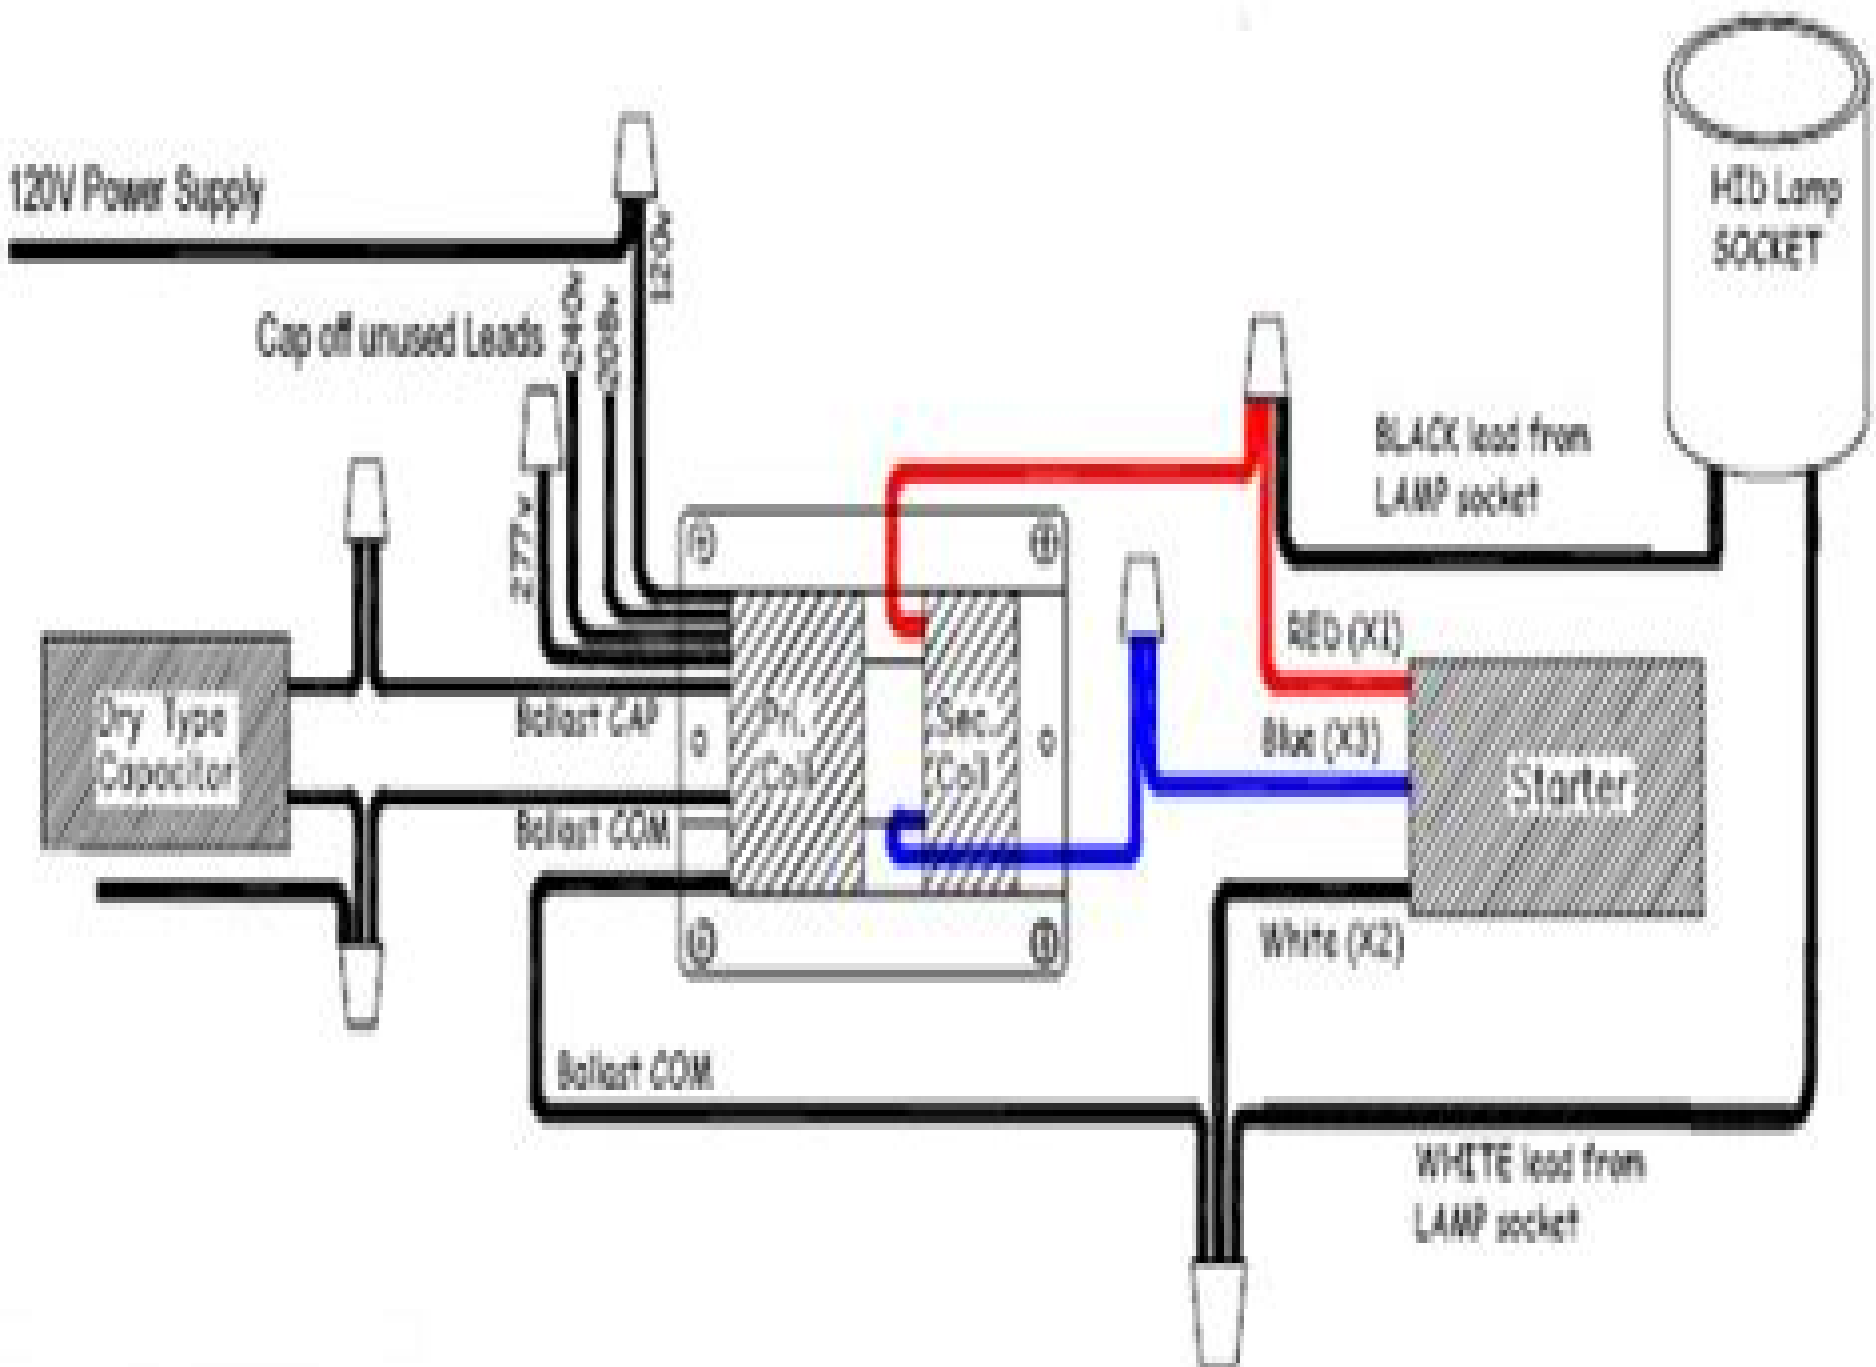 120V Power Supply
120v
Cap off unused Leads
240v
208v
277v
HID Lamp
SOCKET
BLACK lead from
LAMP socket
RED (X1)
Dry Type
Capacitor
Ballast CAP
Pri.
Coil
Sec.
Coil
Blue (X3)
Starter
Ballast COM
White (X2)
Ballast COM
WHITE lead from
LAMP socket